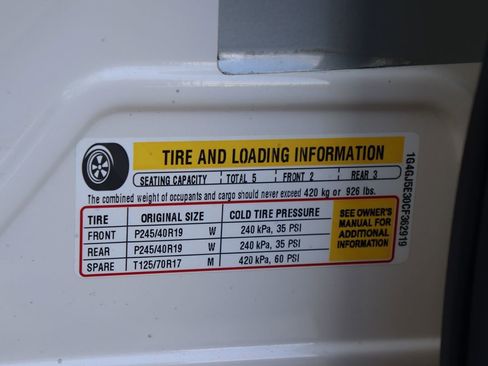 TIRE AND LOADING INFORMATION
SEATING CAPACITY TOTAL 5 FRONT 2 REAR 3
The combined weight of occupants and cargo should never exceed 420 kg or 926 lbs.
TIRE ORIGINAL SIZE COLD TIRE PRESSURE
FRONT P245/40R19 W 240 kPa, 35 PSI
REAR P245/40R19 W 240 kPa, 35 PSI
SPARE T125/70R17 M 420 kPa, 60 PSI
SEE OWNER'S
MANUAL FOR
ADDITIONAL
INFORMATION
1G4GJ5E36CF362919